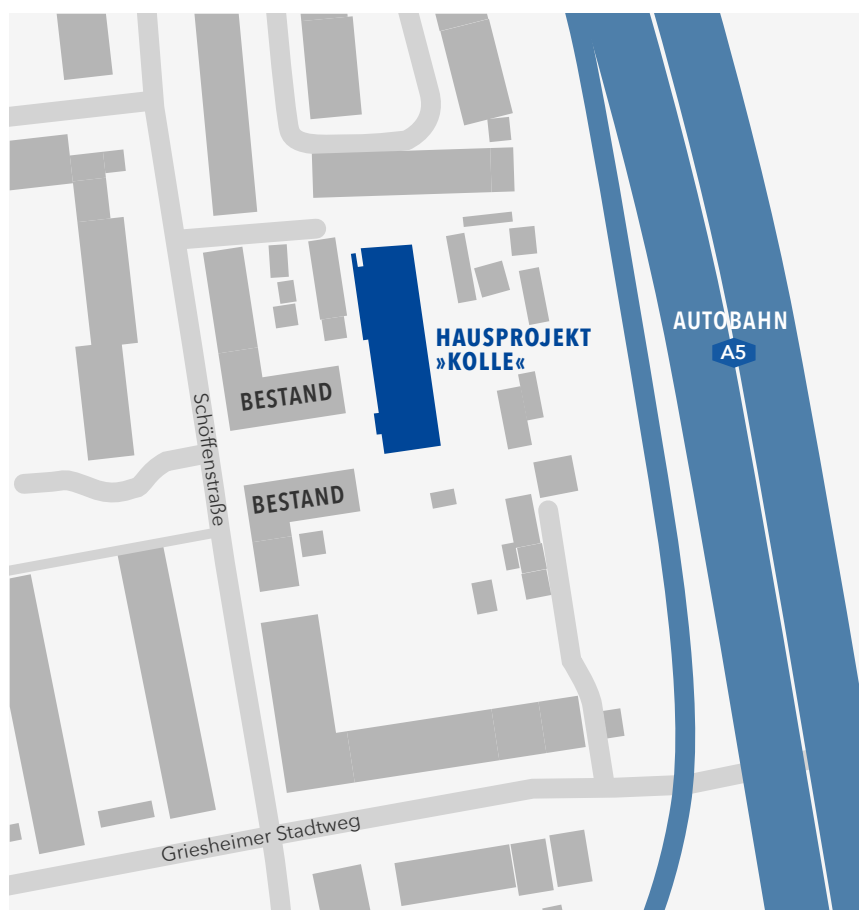 AUTOBAHN
A5
HAUSPROJEKT
»KOLLE«
BESTAND
Schöffenstraße
BESTAND
Griesheimer Stadtweg